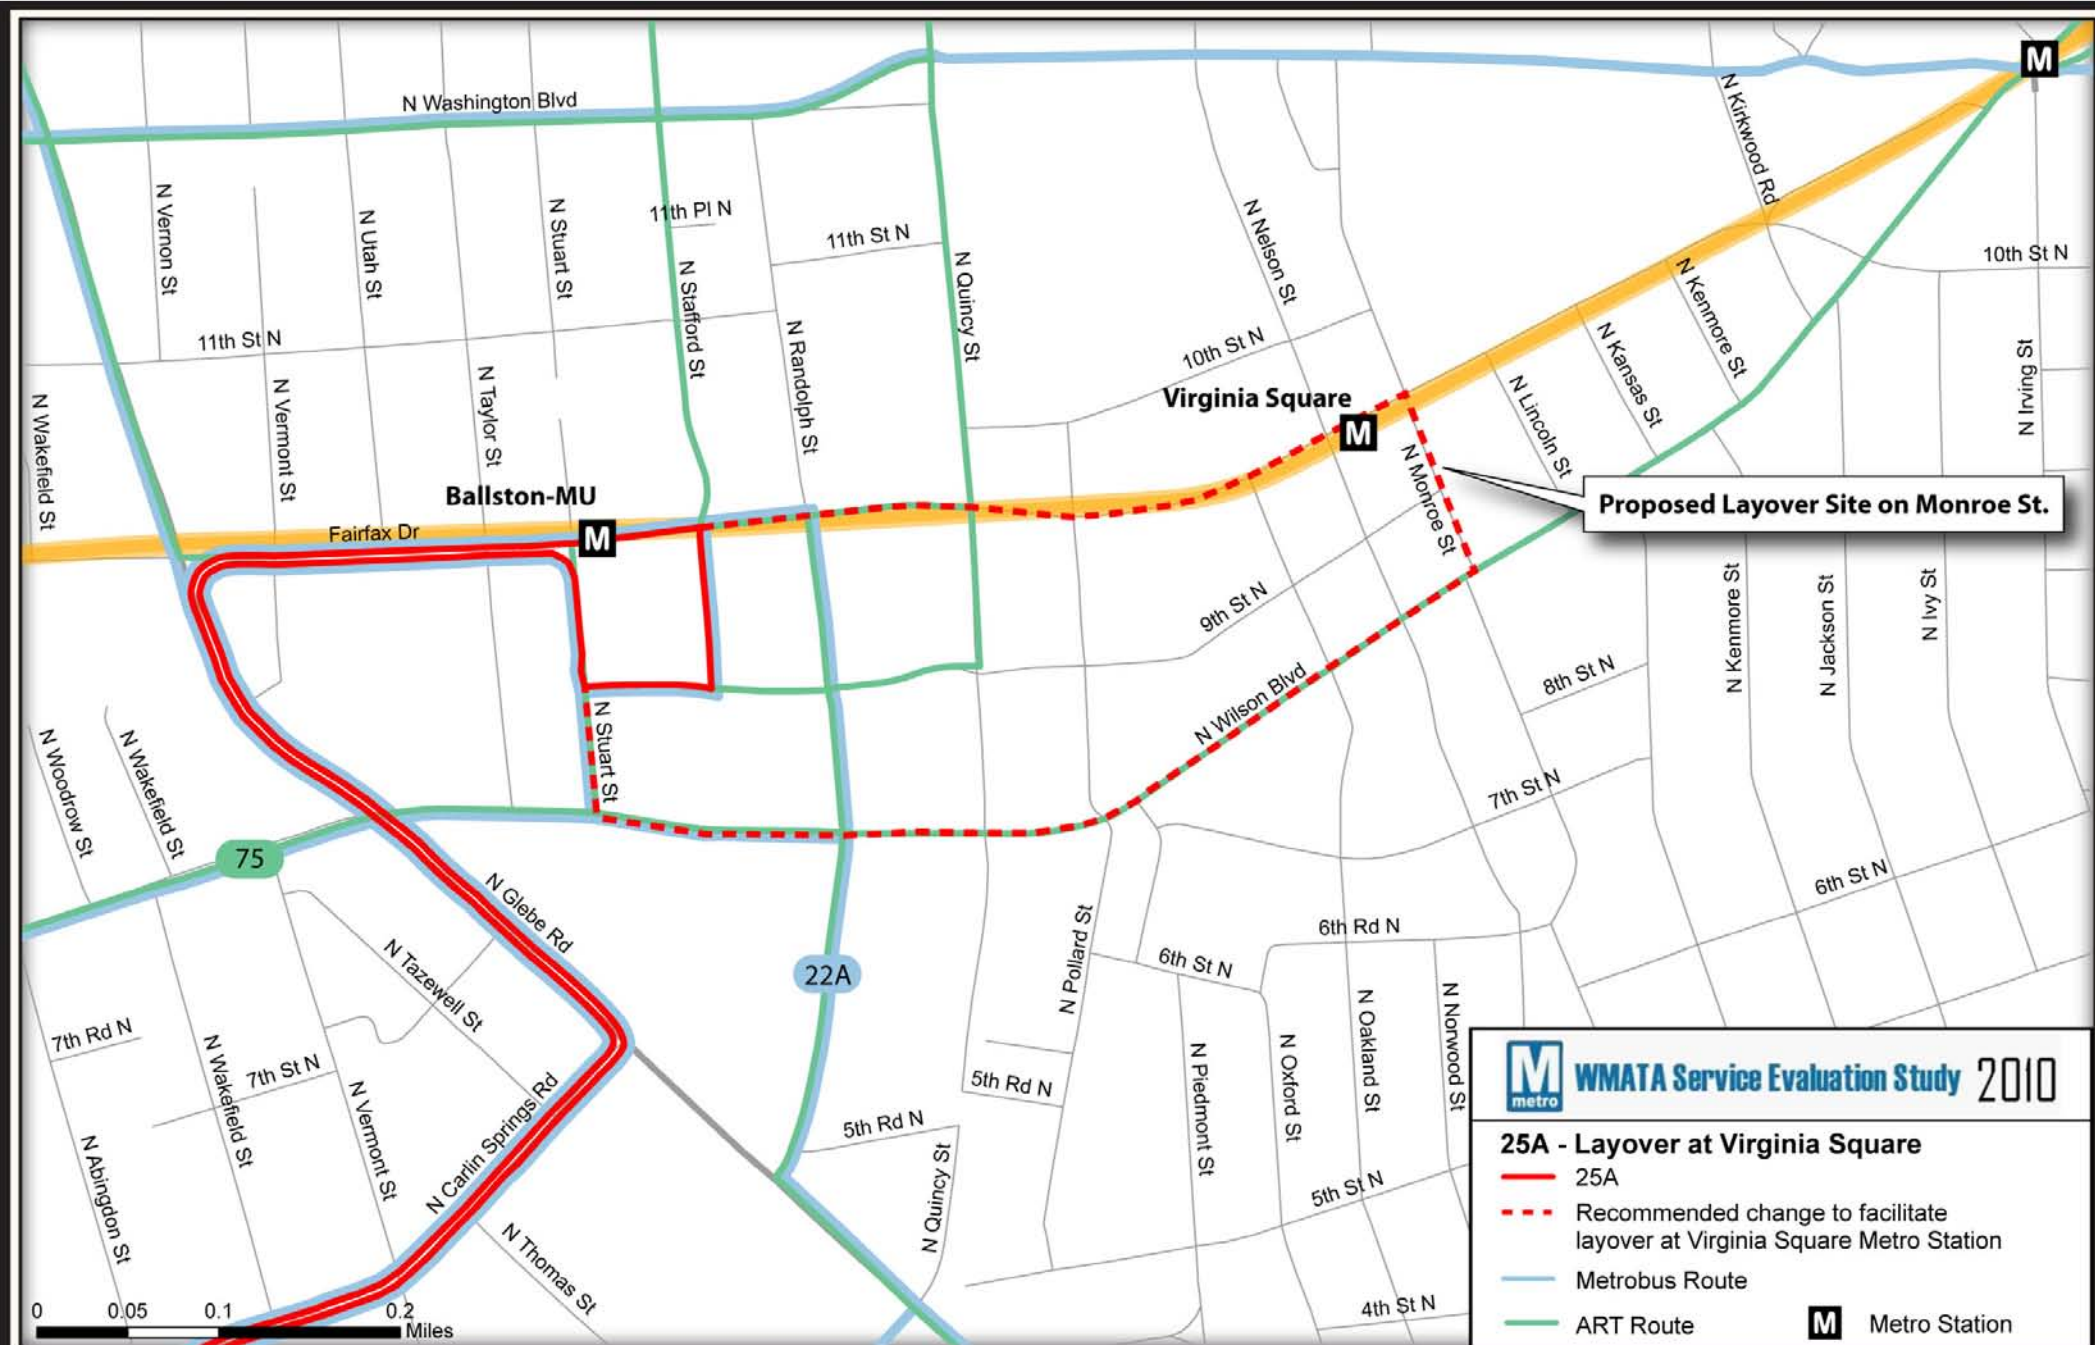 M
N Washington Blvd
N Kirkwood Rd
N Vernon St
N Utah St
N Stuart St
11th Pl N
N Nelson St
11th St N
N Quincy St
10th St N
N Stafford St
N Kenmore St
11th St N
N Randolph St
10th St N
N Kansas St
N Irving St
N Vermont St
N Taylor St
N Wakefield St
Virginia Square
M
N Lincoln St
N Monroe St
Proposed Layover Site on Monroe St.
Ballston-MU
Fairfax Dr
M
9th St N
N Kenmore St
N Jackson St
N Ivy St
8th St N
N Wilson Blvd
N Stuart St
N Woodrow St
N Wakefield St
7th St N
75
6th St N
N Glebe Rd
N Tazewell St
22A
N Pollard St
6th Rd N
6th St N
N Oakland St
N Norwood St
7th Rd N
N Wakefield St
7th St N
N Vermont St
N Piedmont St
N Oxford St
5th Rd N
5th Rd N
N Carlin Springs Rd
N Abingdon St
N Quincy St
5th St N
N Thomas St
4th St N
0 0.05 0.1 0.2
Miles
M
metro
WMATA Service Evaluation Study 2010
25A - Layover at Virginia Square
25A
Recommended change to facilitate
layover at Virginia Square Metro Station
Metrobus Route
ART Route
M Metro Station